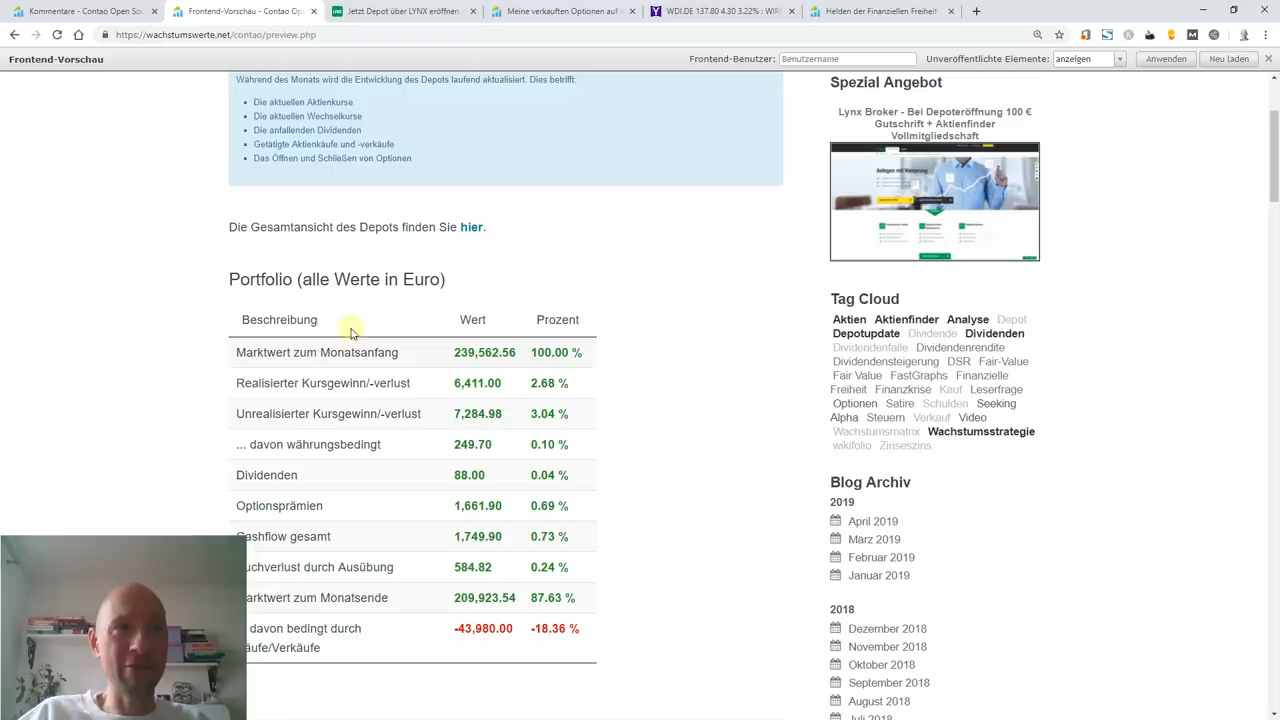 Kommentare - Contao Open So
Frontend-Vorschau - Contao Ope
Jetzt Depot über LYNX eröffnen
Meine verkauften Optionen auf A
WDI.DE 137.80 4.30 3.22% : WIR
Helden der Finanziellen Freiheit
https://wachstumswerte.net/contao/preview.php
Frontend-Vorschau
Frontend-Benutzer:
Benutzername
Unveröffentlichte Elemente:
anzeigen
Anwenden
Neu laden
Während des Monats wird die Entwicklung des Depots laufend aktualisiert. Dies betrifft:
Die aktuellen Aktienkurse
Die aktuellen Wechselkurse
Die anfallenden Dividenden
Getätigte Aktienkäufe und -verkäufe
Das Öffnen und Schließen von Optionen
Die Gesamtansicht des Depots finden Sie hier.
Portfolio (alle Werte in Euro)
Beschreibung Wert Prozent
Marktwert zum Monatsanfang 239,562.56 100.00 %
Realisierter Kursgewinn/-verlust 6,411.00 2.68 %
Unrealisierter Kursgewinn/-verlust 7,284.98 3.04 %
... davon währungsbedingt 249.70 0.10 %
Dividenden 88.00 0.04 %
Optionsprämien 1,661.90 0.69 %
Cashflow gesamt 1,749.90 0.73 %
uchverlust durch Ausübung 584.82 0.24 %
arktwert zum Monatsende 209,923.54 87.63 %
davon bedingt durch -43,980.00 -18.36 %
äufe/Verkäufe
Spezial Angebot
Lynx Broker - Bei Depoteröffnung 100 €
Gutschrift + Aktienfinder
Vollmitgliedschaft
Anlegen mit Vorsprung
Tag Cloud
Aktien Aktienfinder Analyse Depot
Depotupdate Dividende Dividenden
Dividendenfalle Dividendenrendite
Dividendensteigerung DSR Fair-Value
Fair Value FastGraphs Finanzielle
Freiheit Finanzkrise Kauf Leserfrage
Optionen Satire Schulden Seeking
Alpha Steuern Verkauf Video
Wachstumsmatrix Wachstumsstrategie
wikifolio Zinseszins
Blog Archiv
2019
April 2019
März 2019
Februar 2019
Januar 2019
2018
Dezember 2018
November 2018
Oktober 2018
September 2018
August 2018
Juli 2018